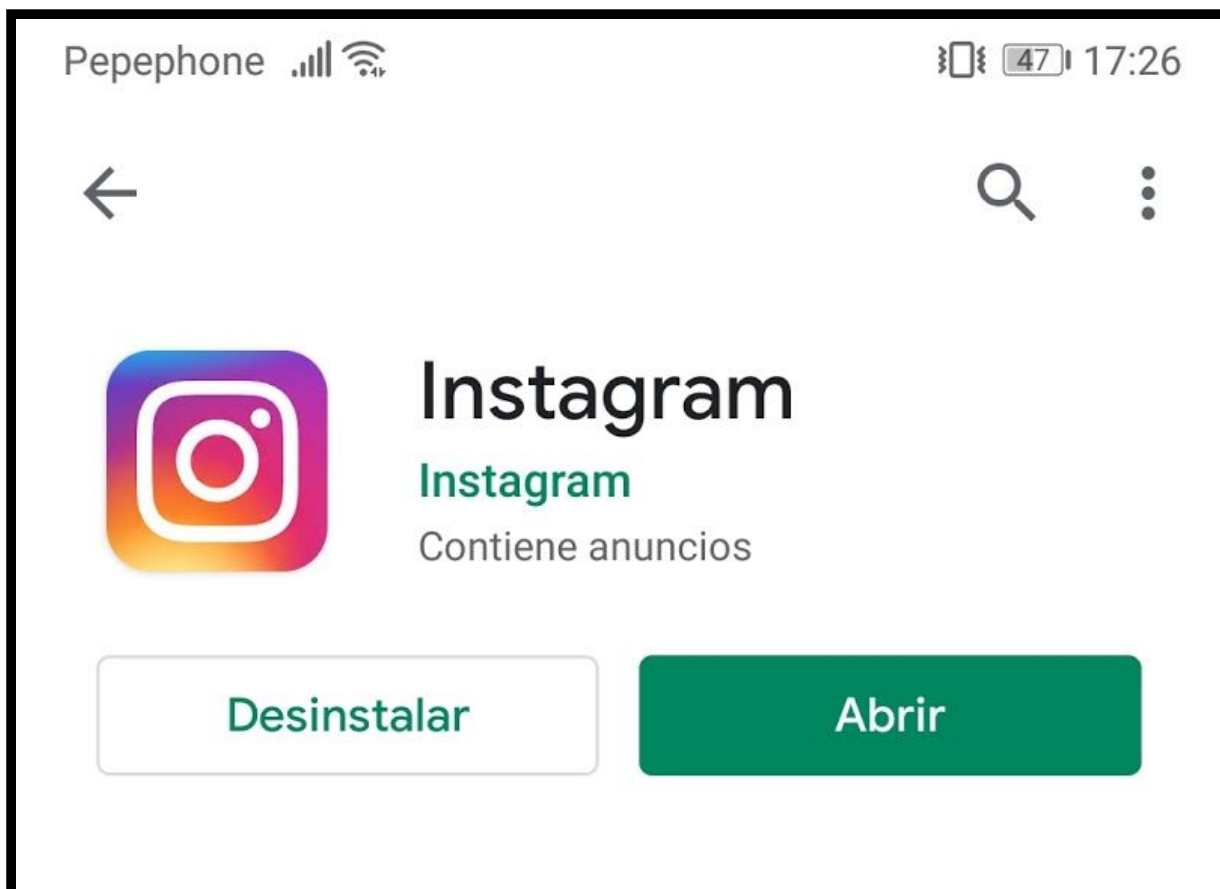 Pepephone 47 17:26
Instagram
Instagram
Contiene anuncios
Desinstalar Abrir